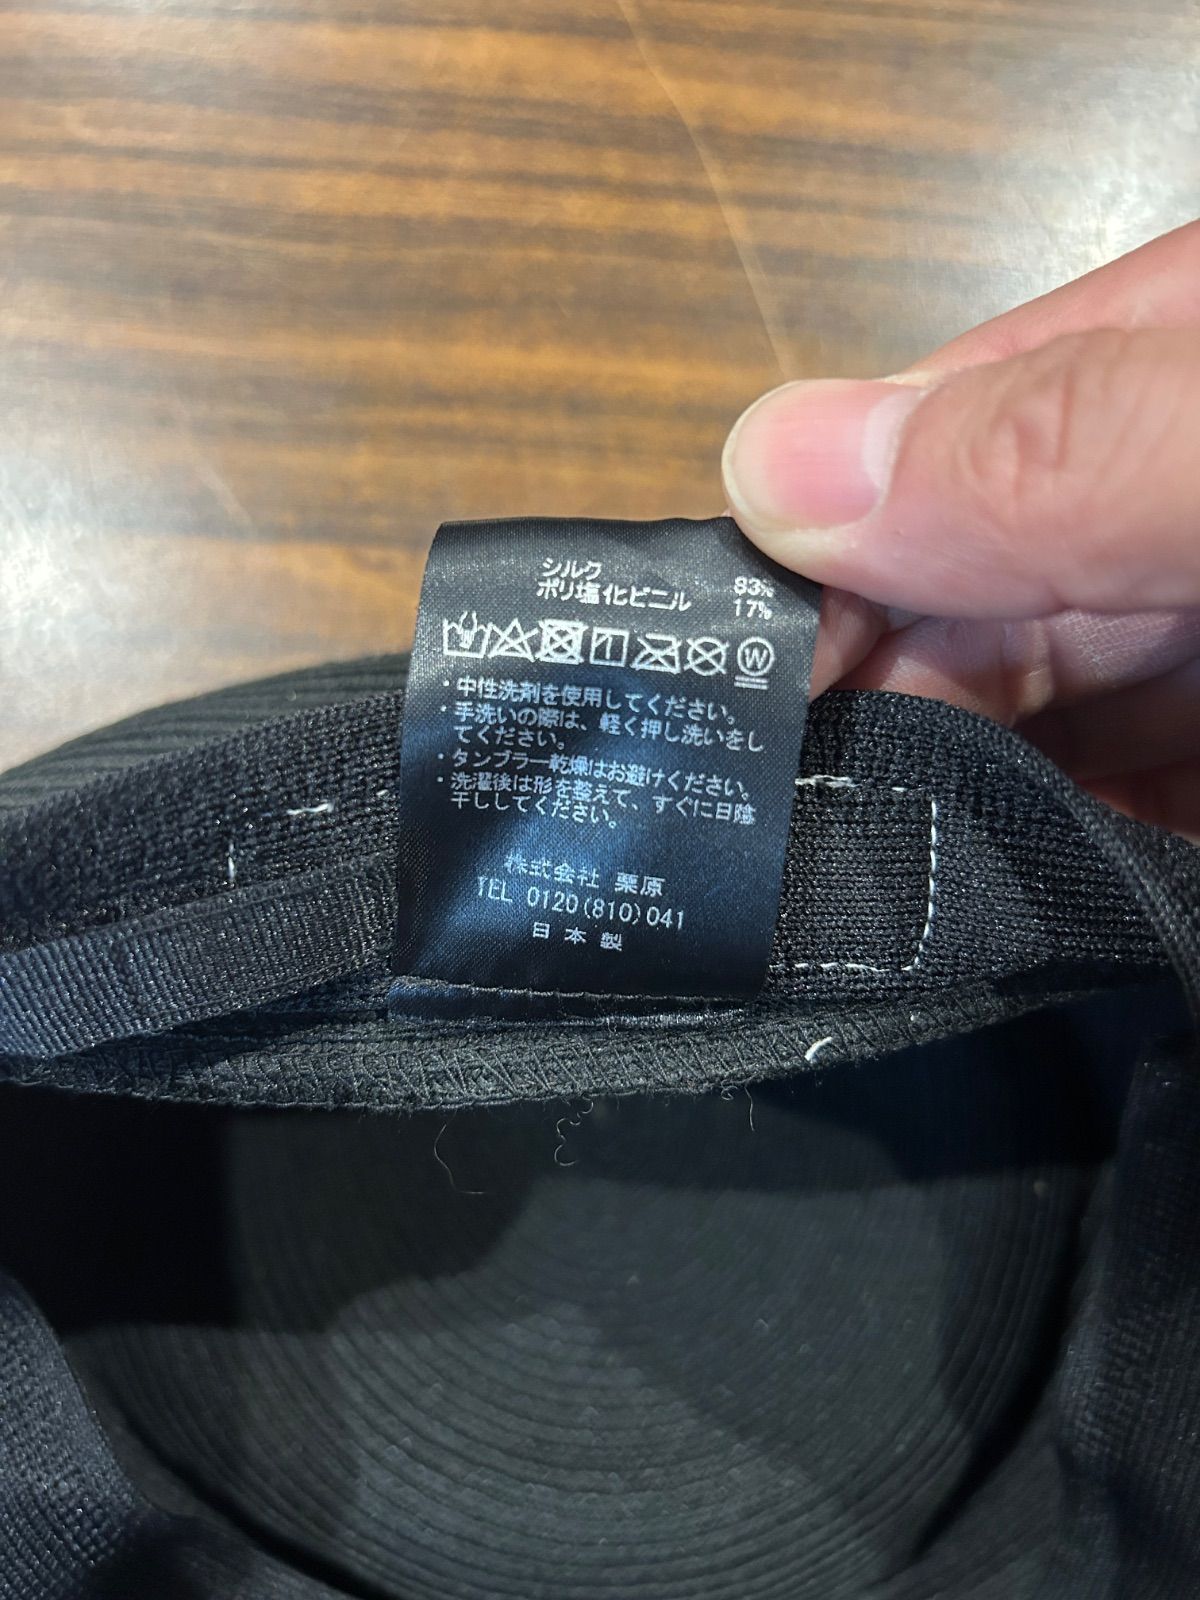 シルク 83%
ポリ塩化ビニル 17%
W
・中性洗剤を使用してください。
・手洗いの際は、軽く押し洗いをし
てください。
・タンブラー乾燥はお避けください。
・洗濯後は形を整えて、すぐに日陰
干ししてください。
株式会社 栗原
TEL 0120(810)041
日本製